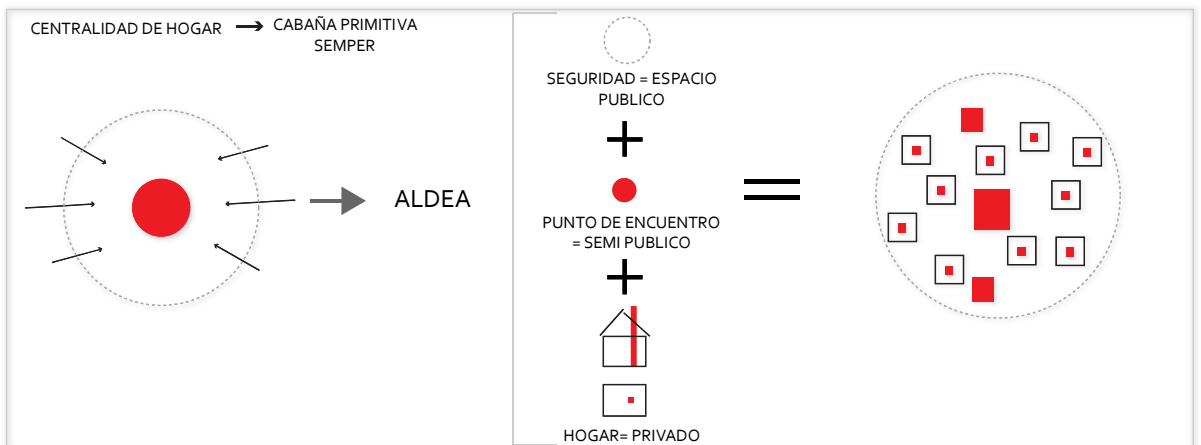 CENTRALIDAD DE HOGAR
CABAÑA PRIMITIVA
SEMPER
ALDEA
SEGURIDAD = ESPACIO
PUBLICO
PUNTO DE ENCUENTRO
= SEMI PUBLICO
HOGAR= PRIVADO